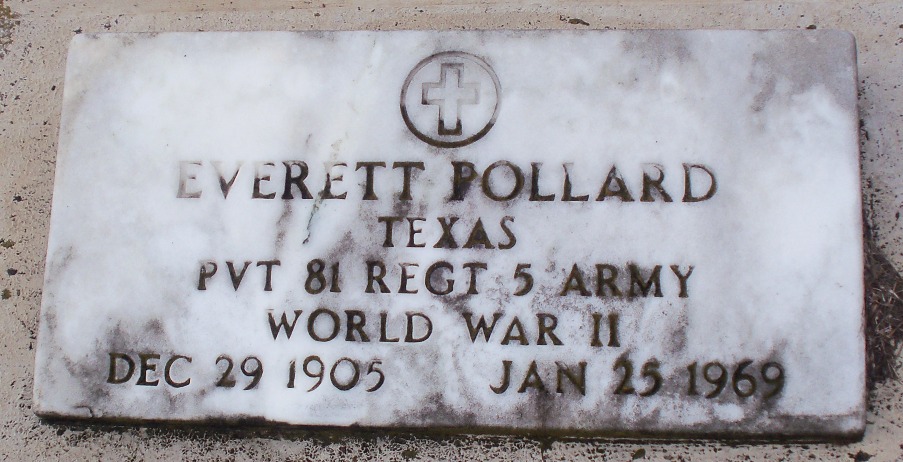 EVERETT POLLARD
TEXAS
PVT 81 REGT 5 ARMY
WORLD WAR II
DEC 29 1905 JAN 25 1969